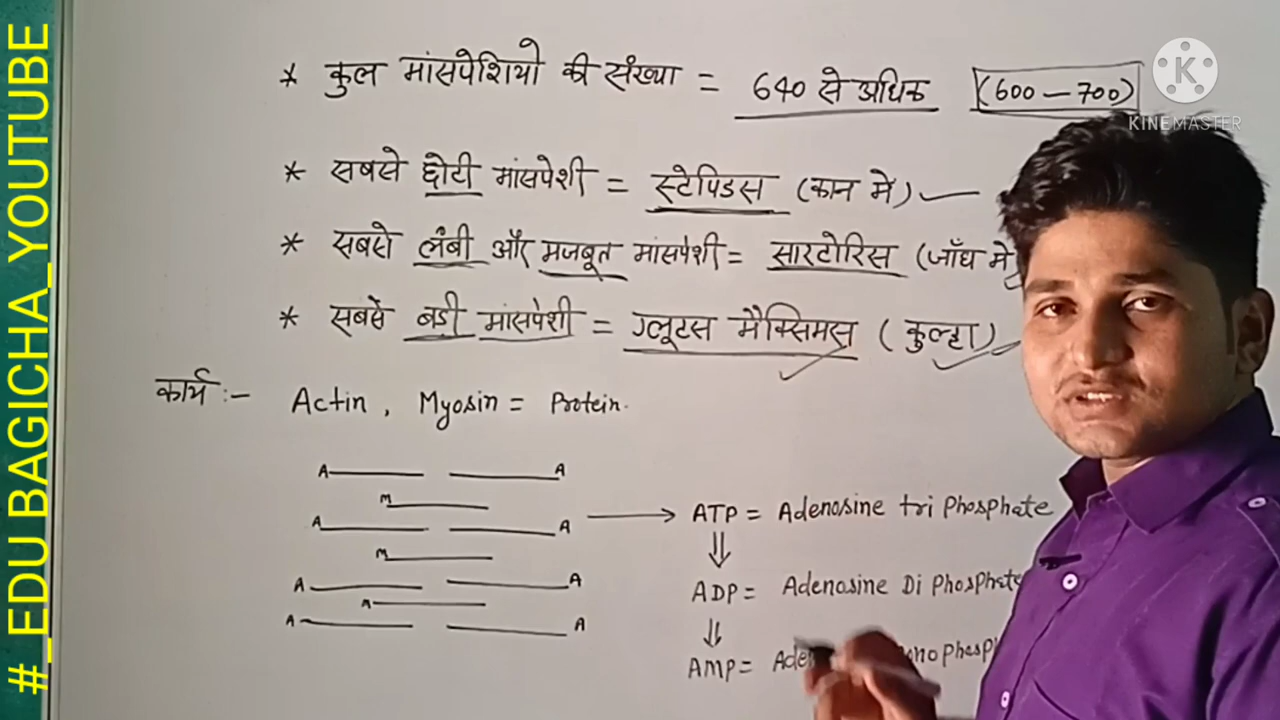 #_EDU BAGICHA_YOUTUBE
KINEMASTER
* कुल मांसपेशियो की संख्या = 640 से अधिक (600 – 700)
* सबसे छोटी मांसपेशी = स्टेपिडस (कान में)
* सबसे लंबी और मजबूत मांसपेशी = सारटोरिस (जाँघ में
* सबसे बडी मांसपेशी = ग्लूटस मैक्सिमस (कुल्हा)
कार्य :- Actin, Myosin = Protein.
A A
M
A A
M
A A
M
A A
ATP = Adenosine tri Phosphate
ADP = Adenosine Di Phosphate
AMP =